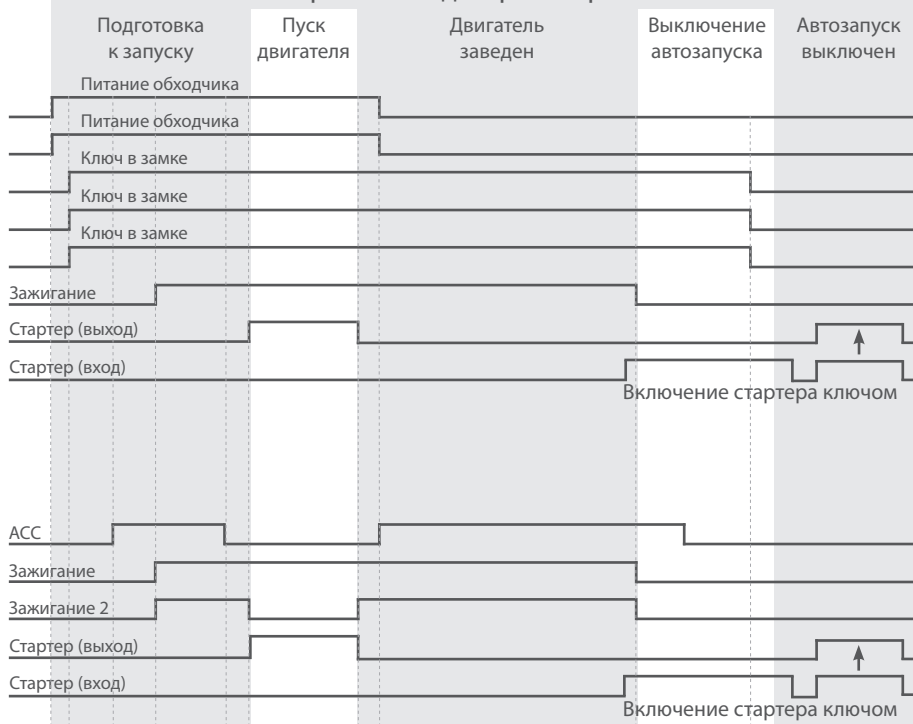 Подготовка
к запуску
Пуск
двигателя
Двигатель
заведен
Выключение
автозапуска
Автозапуск
выключен
Питание обходчика
Питание обходчика
Ключ в замке
Ключ в замке
Ключ в замке
Зажигание
Стартер (выход)
Стартер (вход)
Включение стартера ключом
ACC
Зажигание
Зажигание 2
Стартер (выход)
Стартер (вход)
Включение стартера ключом